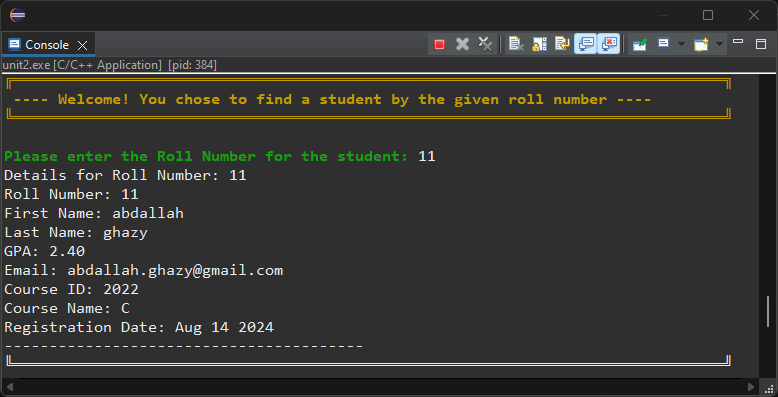 Console
unit2.exe [C/C++ Application] [pid: 384]
---- Welcome! You chose to find a student by the given roll number ----
Please enter the Roll Number for the student: 11
Details for Roll Number: 11
Roll Number: 11
First Name: abdallah
Last Name: ghazy
GPA: 2.40
Email: abdallah.ghazy@gmail.com
Course ID: 2022
Course Name: C
Registration Date: Aug 14 2024
----------------------------------------